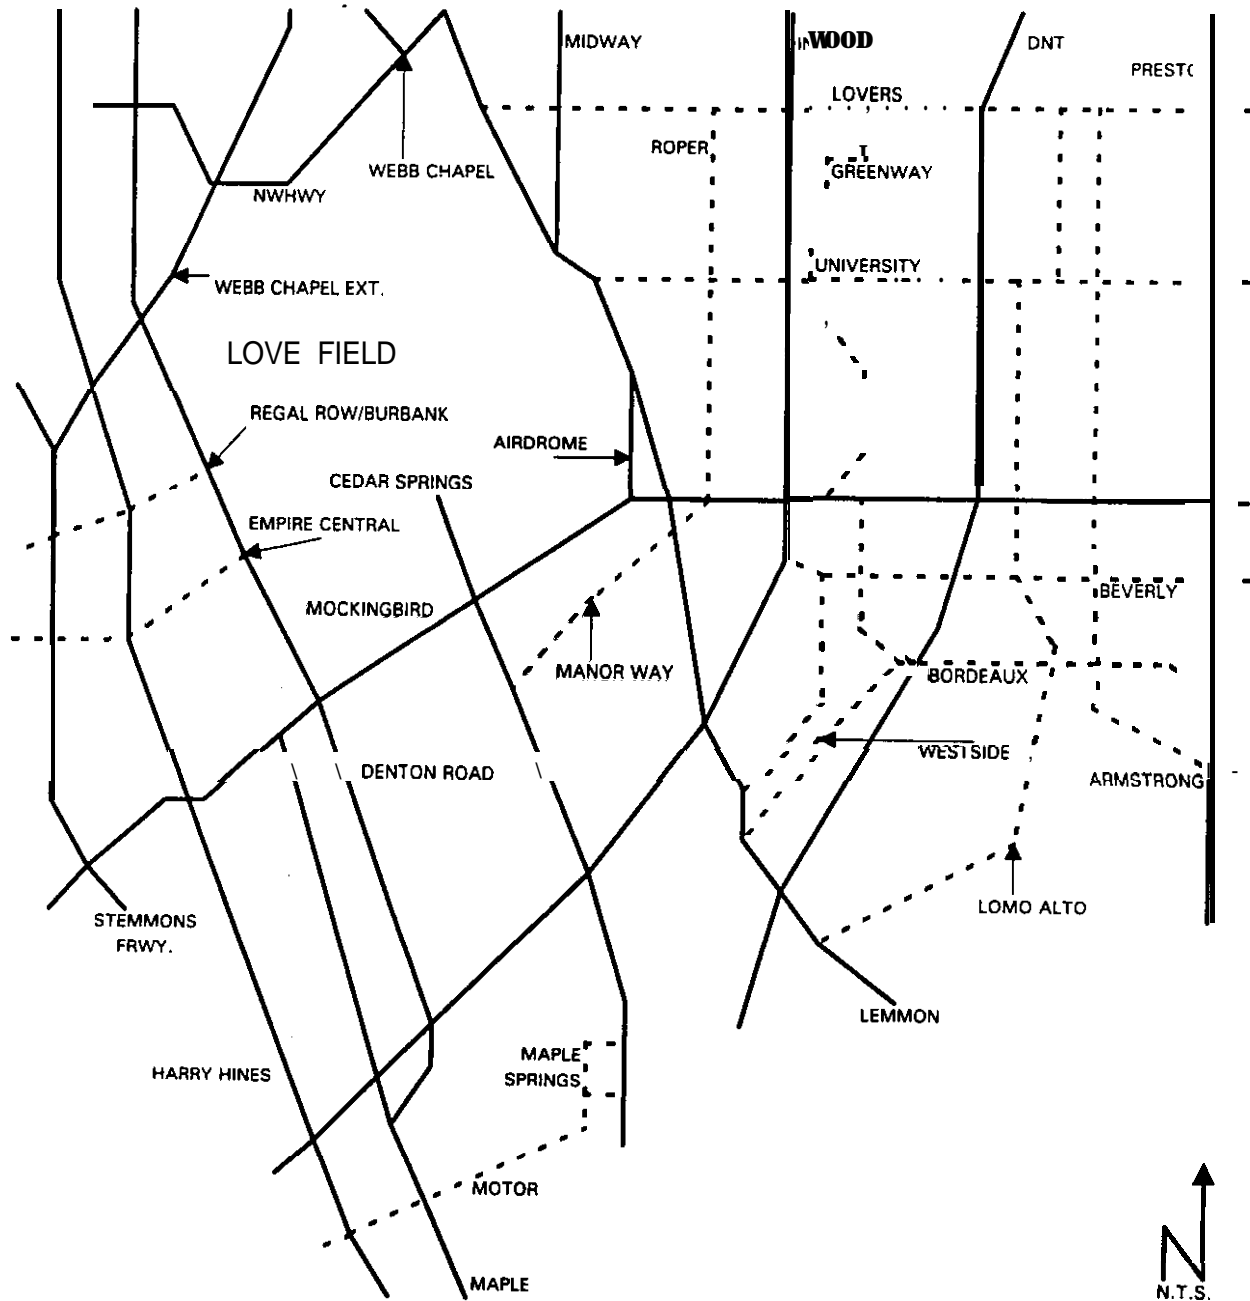 MIDWAY
INWOOD
DNT
PREST
LOVERS
ROPER
GREENWAY
WEBB CHAPEL
NWHWY
UNIVERSITY
WEBB CHAPEL EXT.
LOVE FIELD
REGAL ROW/BURBANK
AIRDROME
CEDAR SPRINGS
EMPIRE CENTRAL
MOCKINGBIRD
BEVERLY
MANOR WAY
BORDEAUX
WESTSIDE
DENTON ROAD
ARMSTRONG
LOMO ALTO
STEMMONS
FRWY.
LEMMON
MAPLE
SPRINGS
HARRY HINES
MOTOR
MAPLE
N
N.T.S.